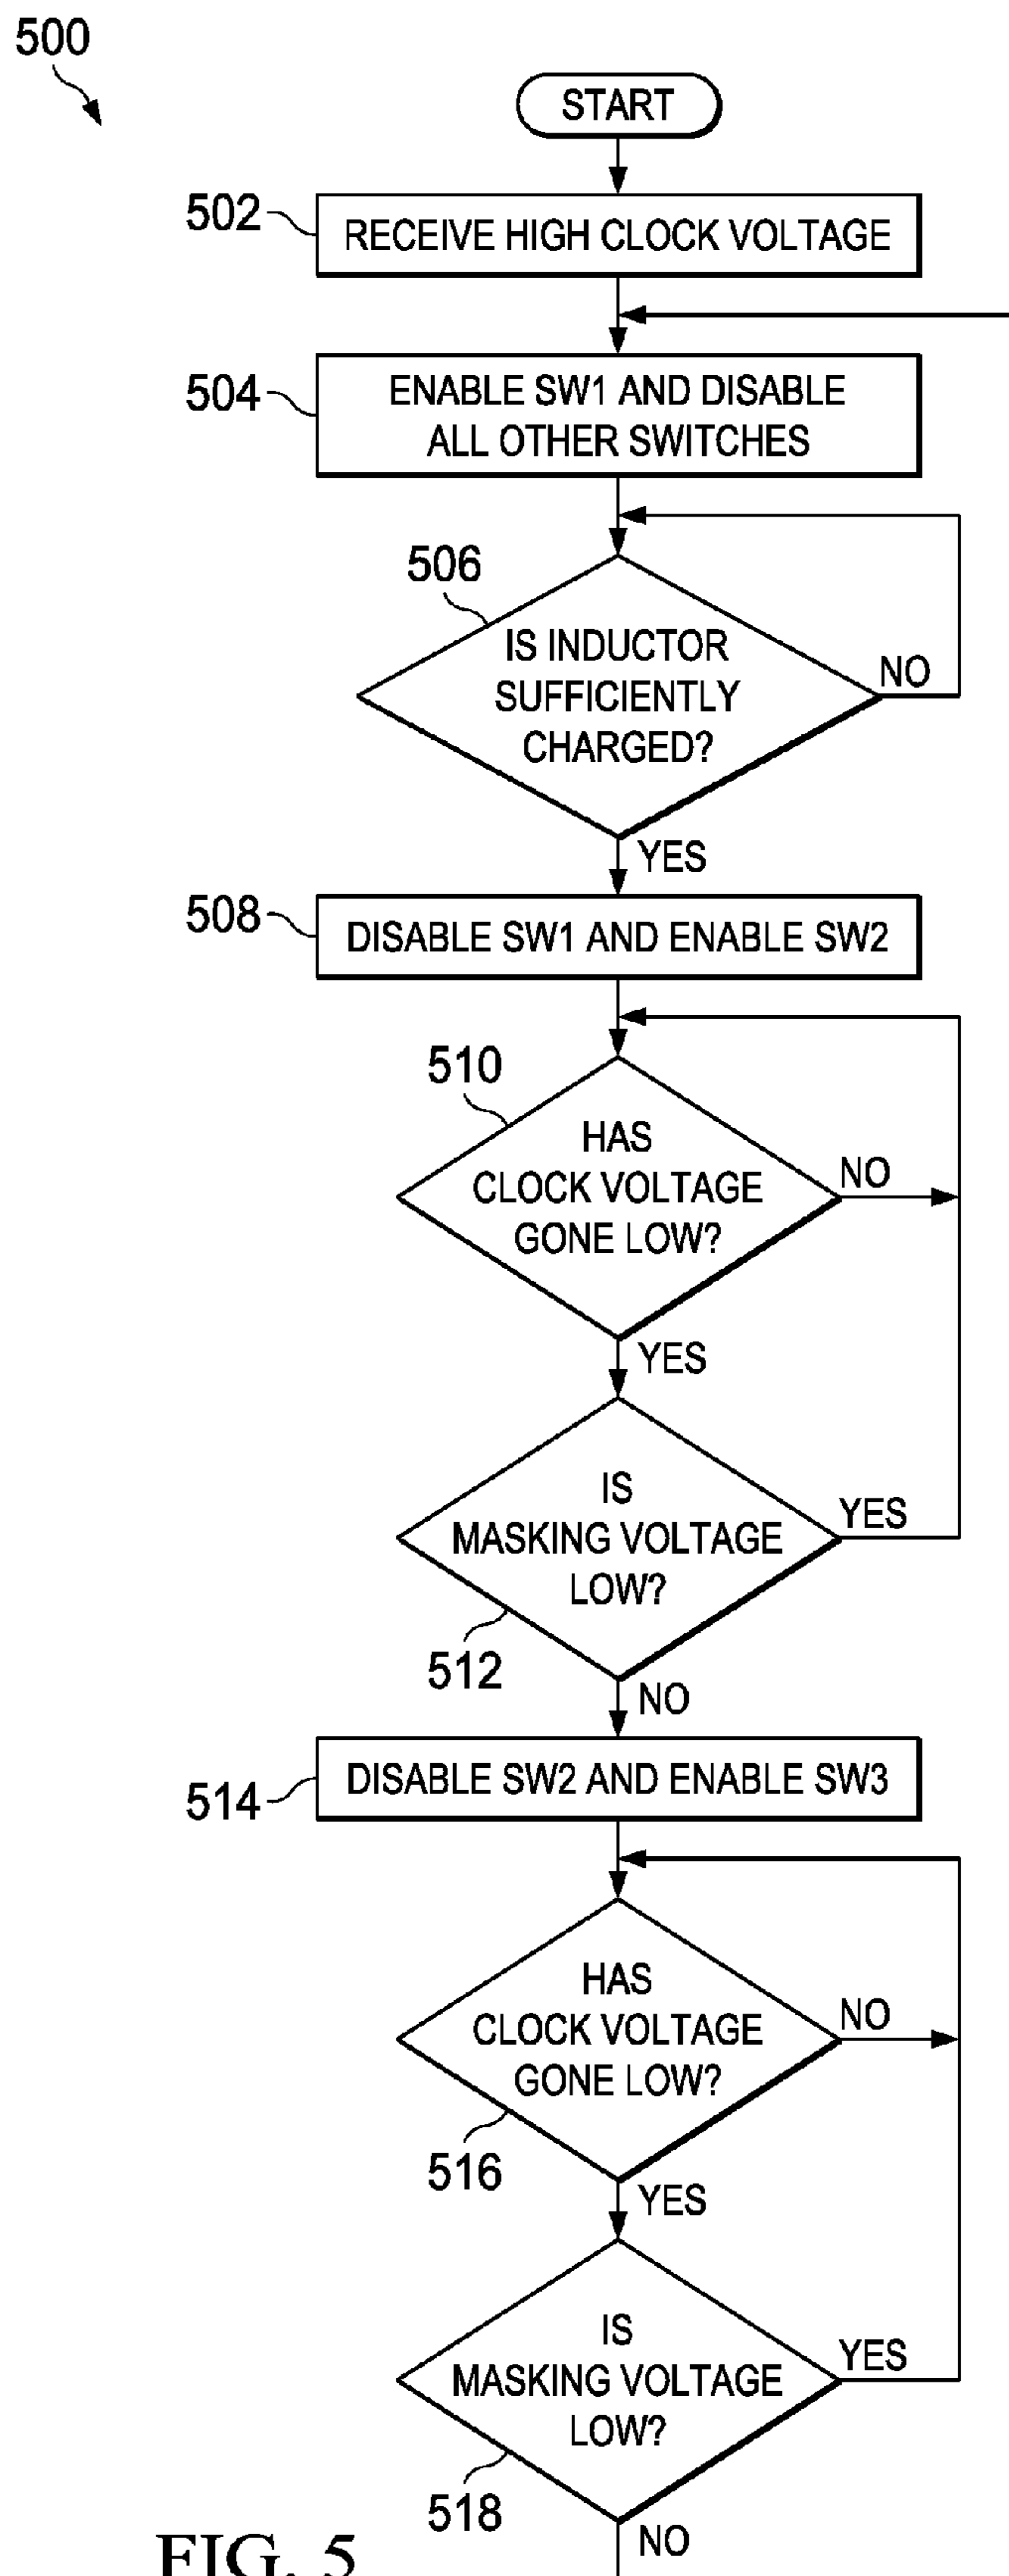 500
START
502
RECEIVE HIGH CLOCK VOLTAGE
504
ENABLE SW1 AND DISABLE
ALL OTHER SWITCHES
506
IS INDUCTOR
SUFFICIENTLY
CHARGED?
NO
YES
508
DISABLE SW1 AND ENABLE SW2
510
HAS
CLOCK VOLTAGE
GONE LOW?
NO
YES
IS
MASKING VOLTAGE
LOW?
YES
512
NO
514
DISABLE SW2 AND ENABLE SW3
HAS
CLOCK VOLTAGE
GONE LOW?
NO
516
YES
IS
MASKING VOLTAGE
LOW?
YES
518
NO
FIG. 5